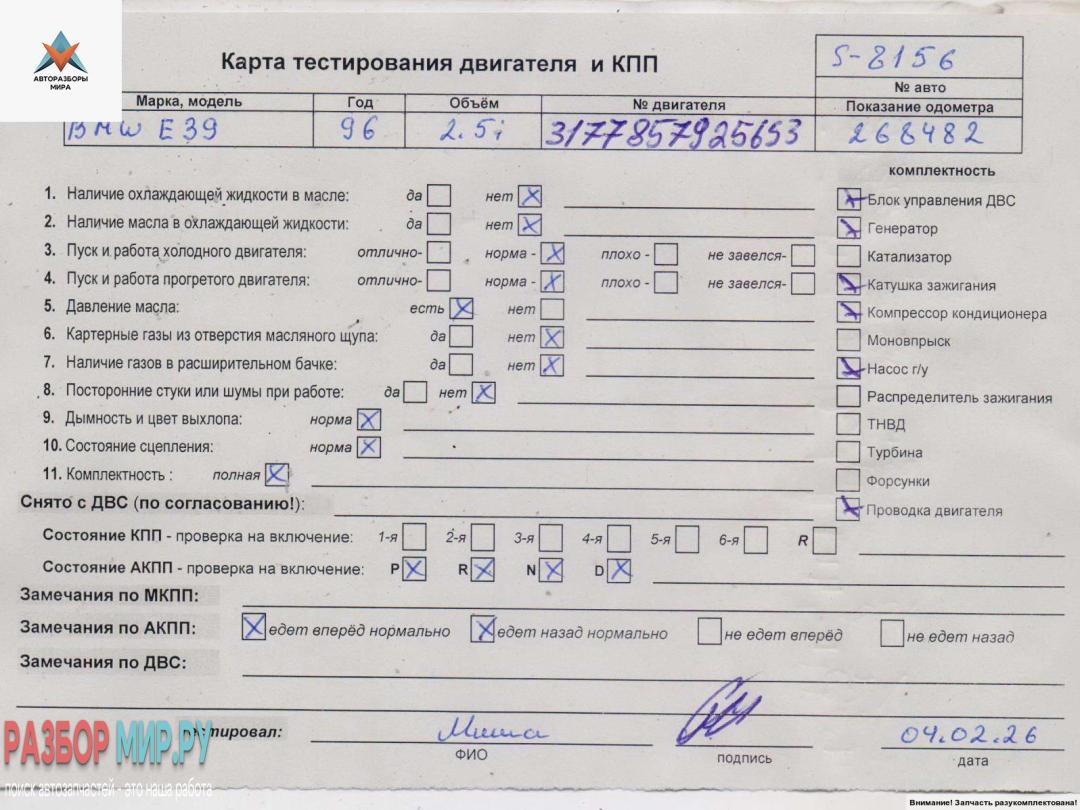 АВТОРАЗБОРЫ
МИРА
Карта тестирования двигателя и КПП
S-8156
№ авто
Марка, модель Год Объём № двигателя Показание одометра
BMW E39 96 2.5i 3177857925653 268482
комплектность
1. Наличие охлаждающей жидкости в масле: да нет X
X Блок управления ДВС
2. Наличие масла в охлаждающей жидкости: да нет X
X Генератор
3. Пуск и работа холодного двигателя: отлично- норма - X плохо - не завелся-
Катализатор
4. Пуск и работа прогретого двигателя: отлично- норма - X плохо - не завелся-
X Катушка зажигания
5. Давление масла: есть X нет
X Компрессор кондиционера
6. Картерные газы из отверстия масляного щупа: да нет X
Моновпрыск
7. Наличие газов в расширительном бачке: да нет X
X Насос г/у
8. Посторонние стуки или шумы при работе: да нет X
Распределитель зажигания
9. Дымность и цвет выхлопа: норма X
ТНВД
10. Состояние сцепления: норма X
Турбина
11. Комплектность : полная X
Форсунки
Снято с ДВС (по согласованию!):
X Проводка двигателя
Состояние КПП - проверка на включение: 1-я 2-я 3-я 4-я 5-я 6-я R
Состояние АКПП - проверка на включение: P X R X N X D X
Замечания по МКПП:
Замечания по АКПП: X едет вперёд нормально X едет назад нормально не едет вперёд не едет назад
Замечания по ДВС:
тировал: Миша 04.02.26
ФИО подпись дата
РАЗБОРМИР.РУ
поиск автозапчастей - это наша работа
Внимание! Запчасть разукомплектована!